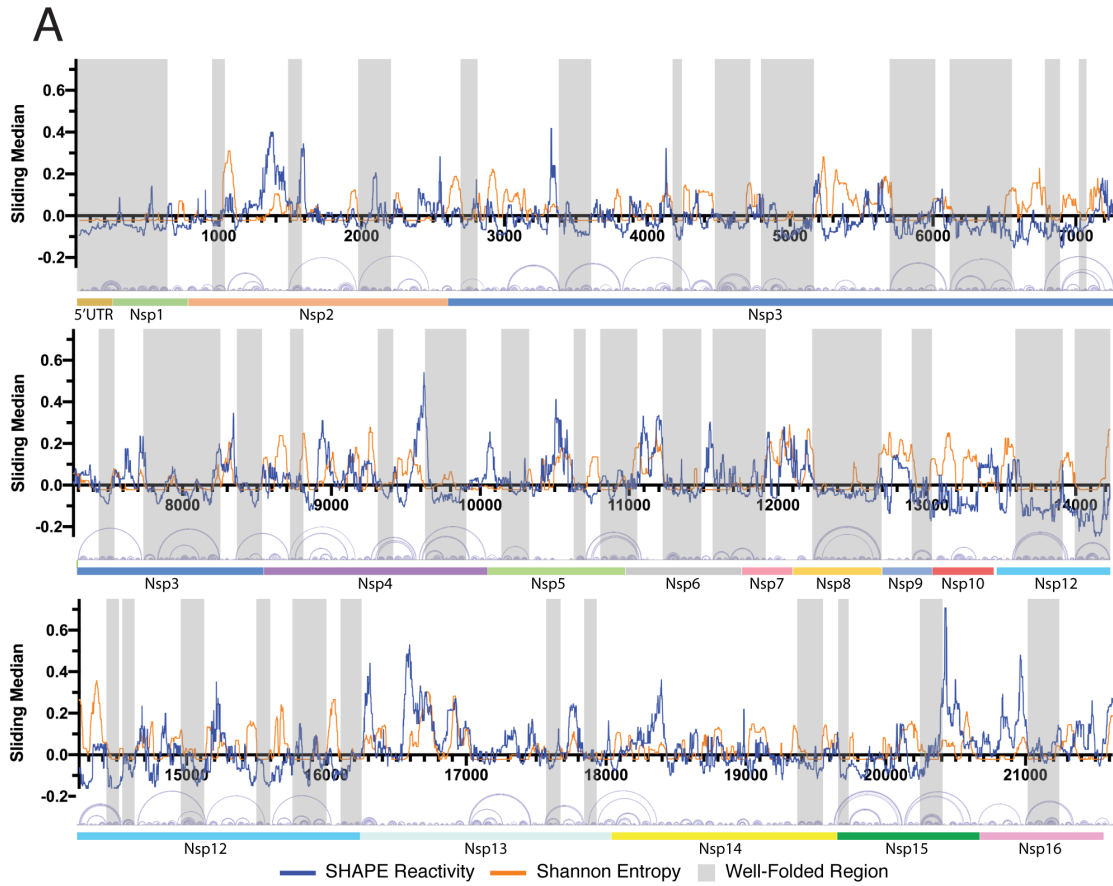 A
Sliding Median
0.6
0.4
0.2
0.0
-0.2
1000 2000 3000 4000 5000 6000 7000
5'UTR Nsp1 Nsp2 Nsp3
Sliding Median
0.6
0.4
0.2
0.0
-0.2
8000 9000 10000 11000 12000 13000 14000
Nsp3 Nsp4 Nsp5 Nsp6 Nsp7 Nsp8 Nsp9 Nsp10 Nsp12
Sliding Median
0.6
0.4
0.2
0.0
-0.2
15000 16000 17000 18000 19000 20000 21000
Nsp12 Nsp13 Nsp14 Nsp15 Nsp16
SHAPE Reactivity Shannon Entropy Well-Folded Region